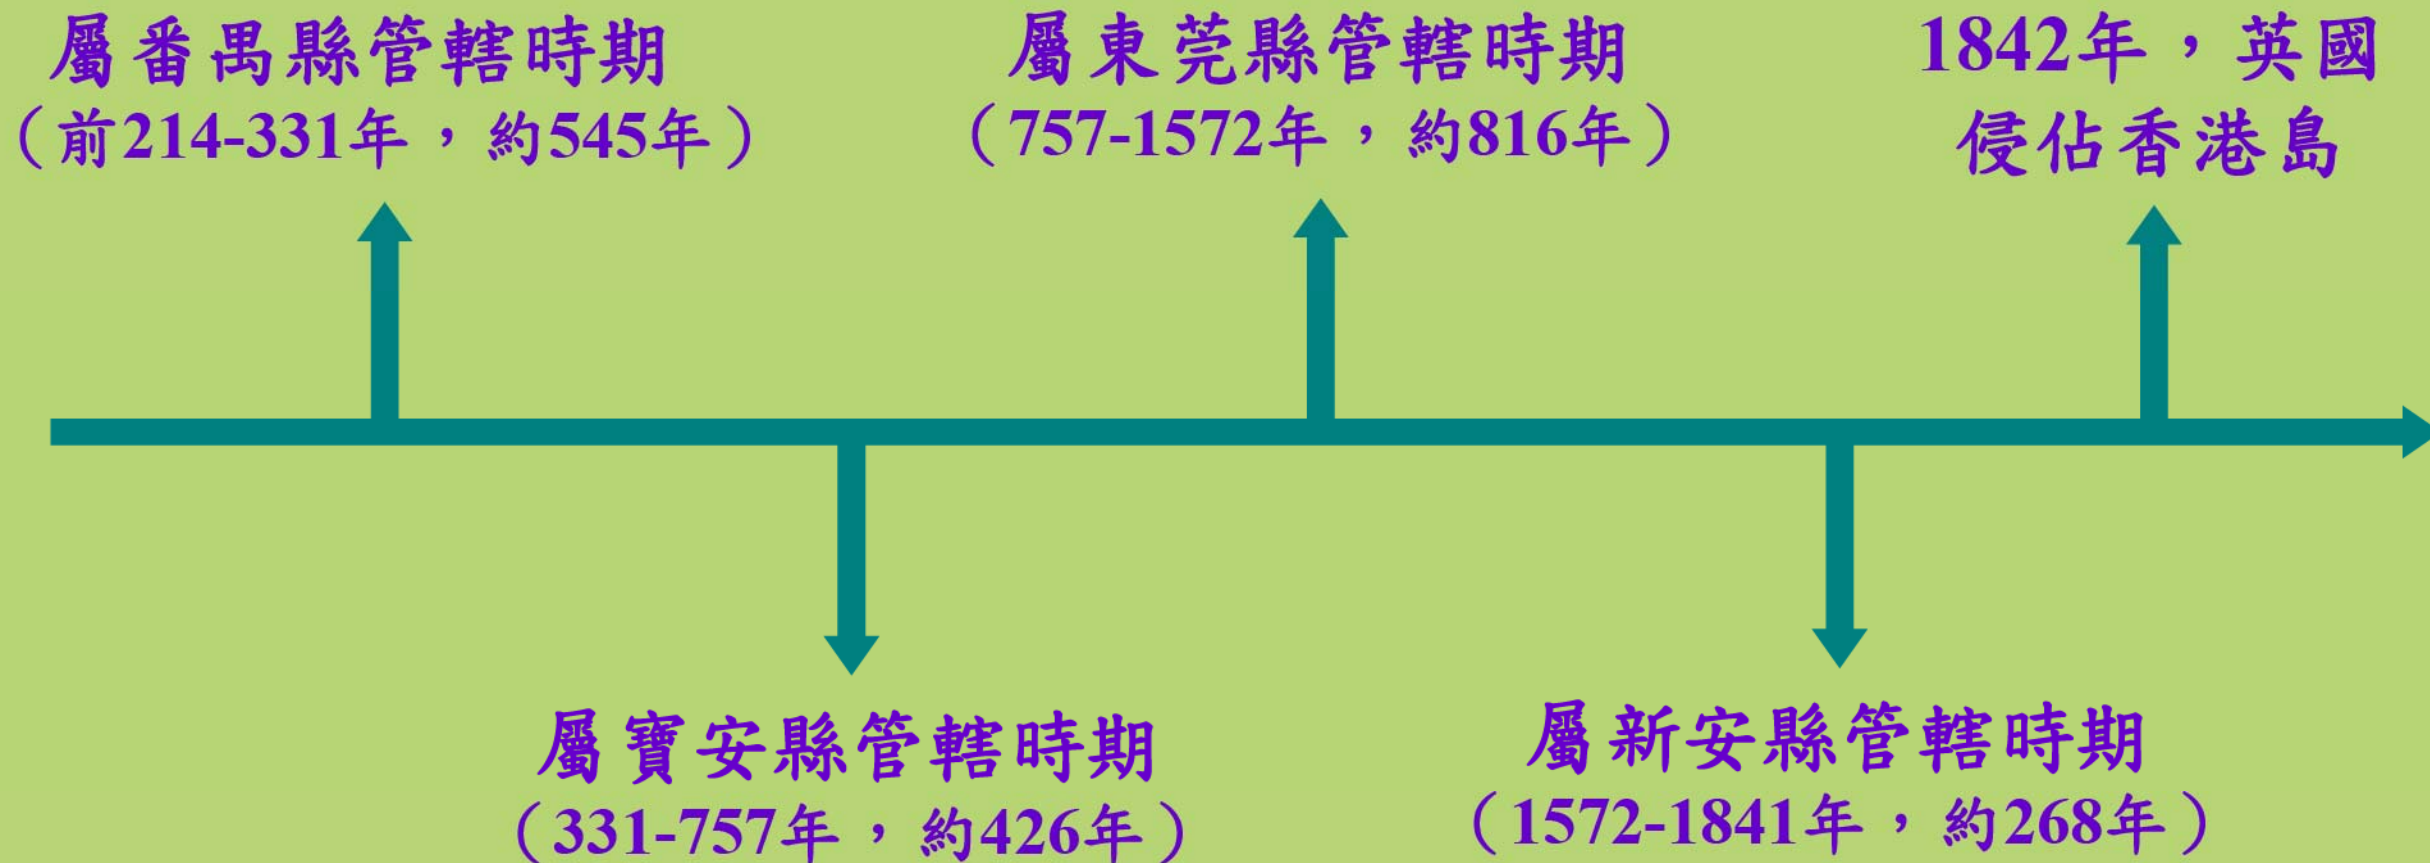 屬番禺縣管轄時期
（前214-331年，約545年）
屬寶安縣管轄時期
（331-757年，約426年）
屬東莞縣管轄時期
（757-1572年，約816年）
屬新安縣管轄時期
（1572-1841年，約268年）
1842年，英國
侵佔香港島